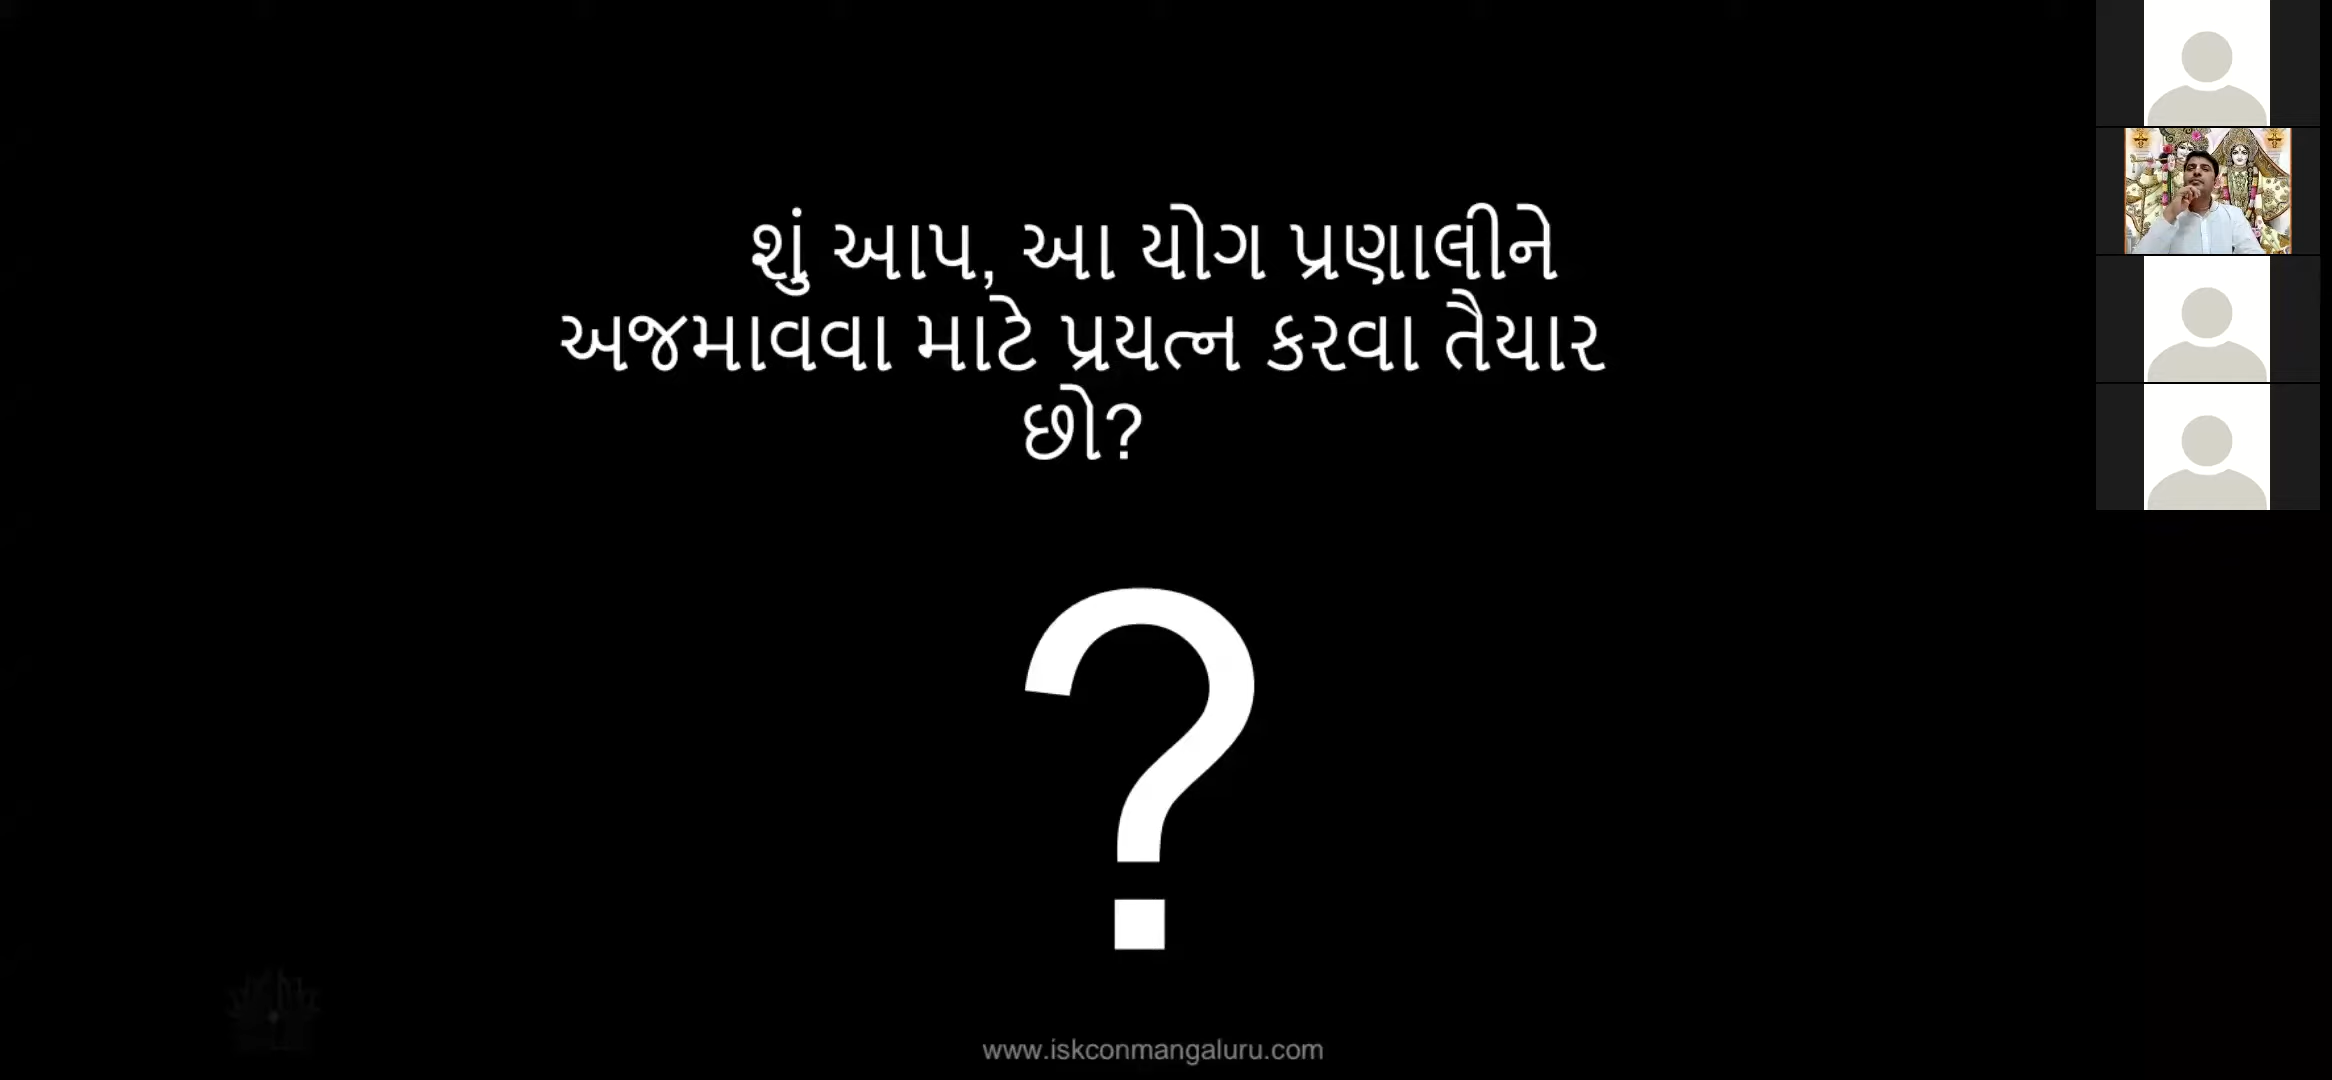 શું આપ, આ યોગ પ્રણાલીને
અજમાવવા માટે પ્રયત્ન કરવા તૈયાર
છો?
?
www.iskconmangaluru.com